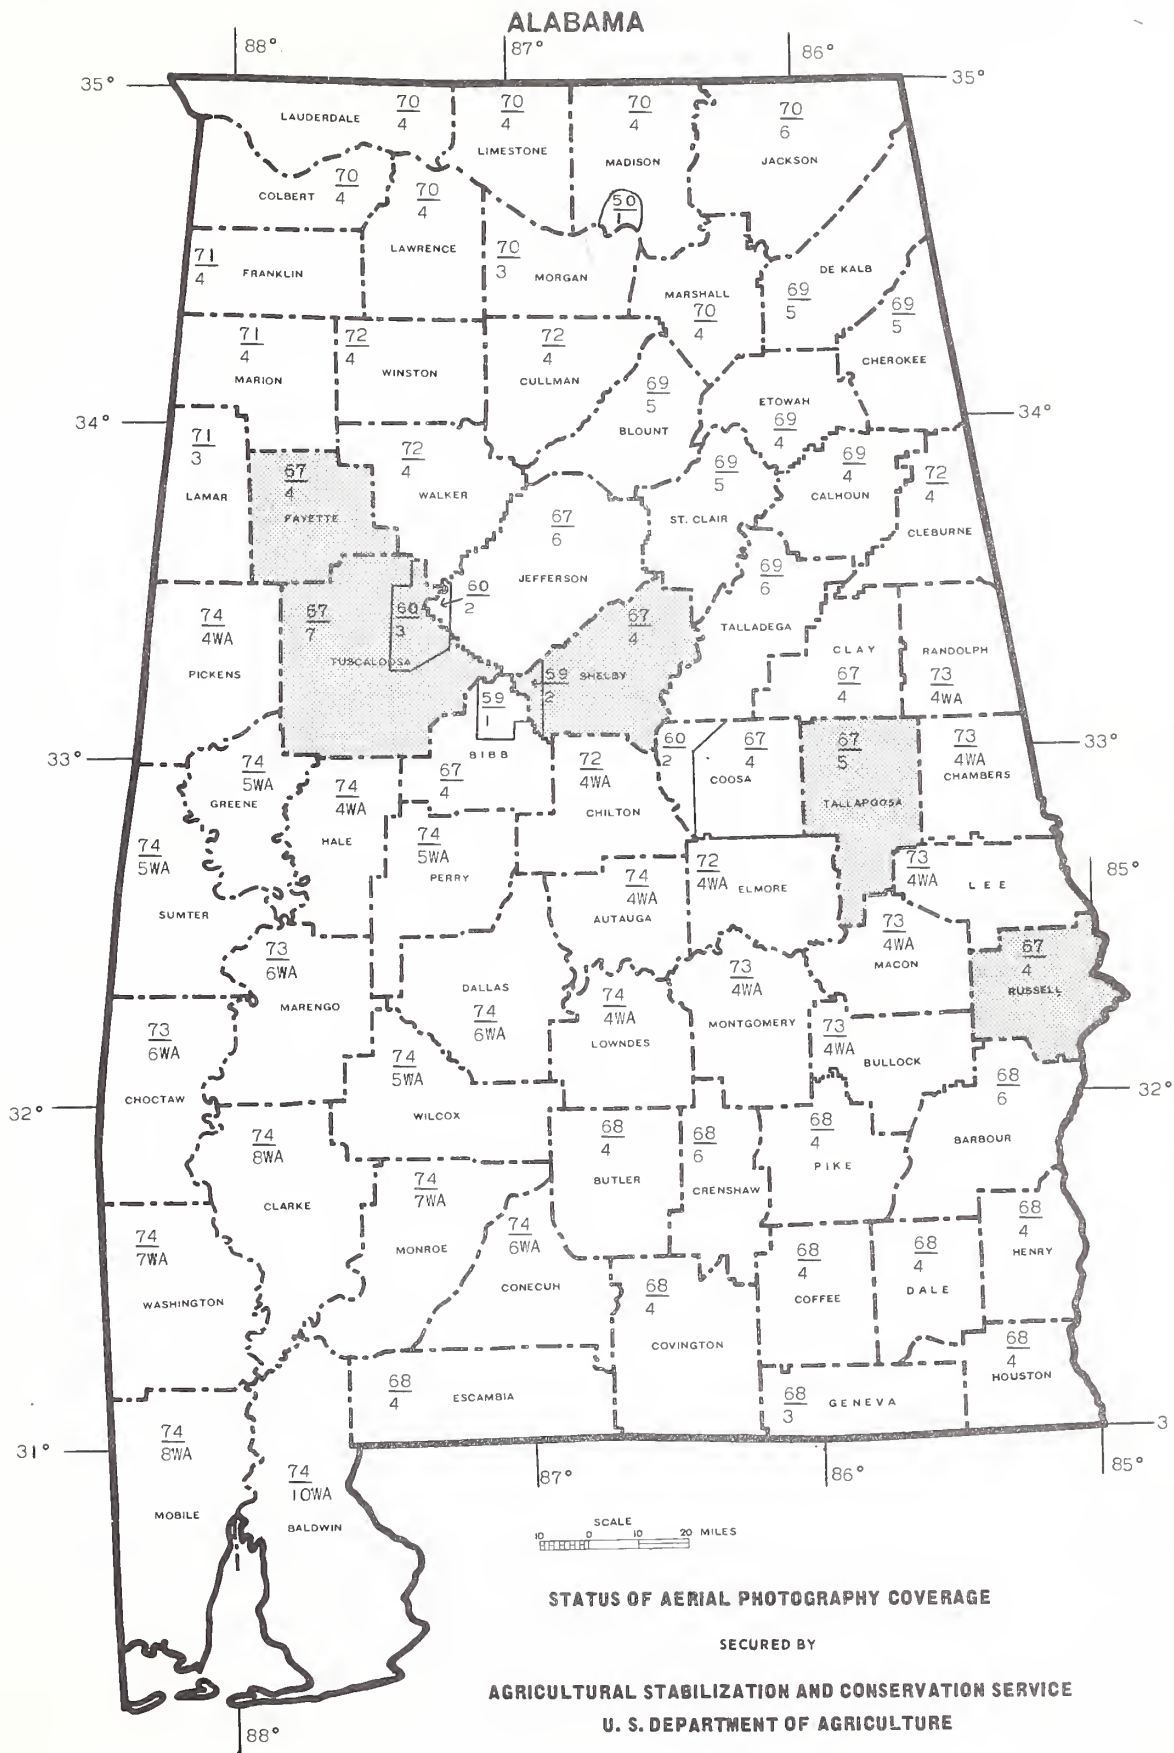 ALABAMA
88° 87° 86°
35° 35°
LAUDERDALE 70/4
LIMESTONE 70/4
MADISON 70/4
JACKSON 70/6
COLBERT 70/4
LAWRENCE 70/4
50/1
FRANKLIN 71/4
MORGAN 70/3
MARSHALL 70/4
DE KALB 69/5
CHEROKEE 69/5
MARION 71/4
WINSTON 72/4
CULLMAN 72/4
BLOUNT 69/5
ETOWAH 69/4
34° 34°
LAMAR 71/3
FAYETTE 67/4
WALKER 72/4
JEFFERSON 67/6
ST. CLAIR 69/5
CALHOUN 69/4
CLEBURNE 72/4
PICKENS 74/4WA
TUSCALOOSA 67/7
60/3
60/2
SHELBY 67/4
59/2
59/1
TALLADEGA 69/6
CLAY 67/4
RANDOLPH 73/4WA
33° 33°
GREENE 74/5WA
HALE 74/4WA
BIBB 67/4
CHILTON 72/4WA
60/2
COOSA 67/4
TALLAPOOSA 67/5
CHAMBERS 73/4WA
SUMTER 74/5WA
PERRY 74/5WA
AUTAUGA 74/4WA
ELMORE 72/4WA
LEE 73/4WA
85°
MARENGO 73/6WA
DALLAS 74/6WA
LOWNDES 74/4WA
MONTGOMERY 73/4WA
MACON 73/4WA
RUSSELL 67/4
CHOCTAW 73/6WA
WILCOX 74/5WA
BULLOCK 73/4WA
32° 32°
CLARKE 74/8WA
BUTLER 68/4
CRENSHAW 68/6
PIKE 68/4
BARBOUR 68/6
WASHINGTON 74/7WA
MONROE 74/7WA
CONECUH 74/6WA
COVINGTON 68/4
COFFEE 68/4
DALE 68/4
HENRY 68/4
ESCAMBIA 68/4
GENEVA 68/3
HOUSTON 68/4
31° 3
MOBILE 74/8WA
BALDWIN 74/10WA
87° 86° 85°
88°
SCALE
10 0 10 20 MILES
STATUS OF AERIAL PHOTOGRAPHY COVERAGE
SECURED BY
AGRICULTURAL STABILIZATION AND CONSERVATION SERVICE
U. S. DEPARTMENT OF AGRICULTURE